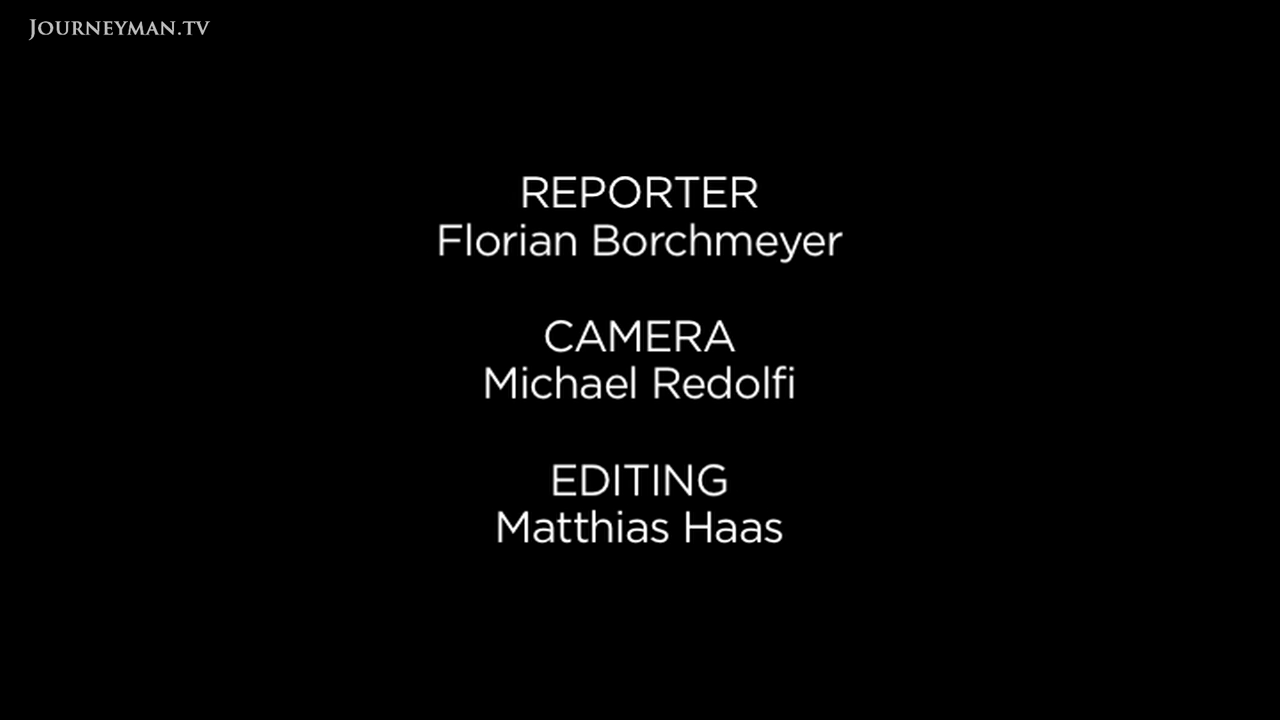 JOURNEYMAN.TV
REPORTER
Florian Borchmeyer
CAMERA
Michael Redolfi
EDITING
Matthias Haas